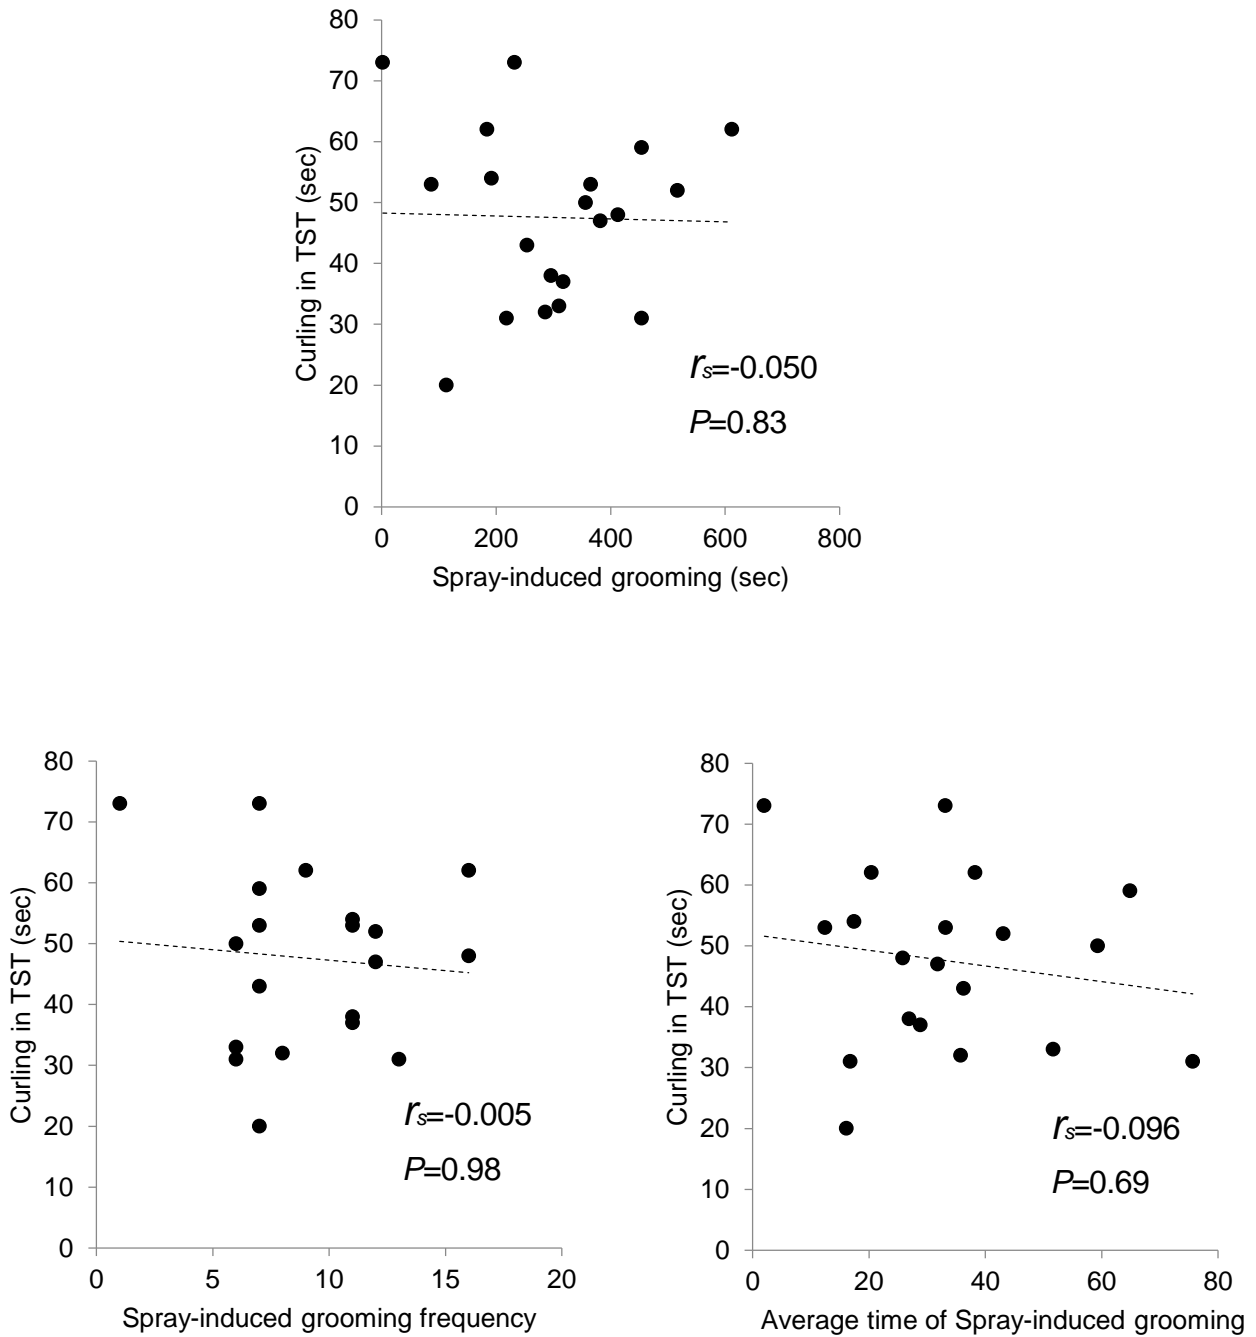 80
70
60
50
40
30
20
10
0
Curling in TST (sec)
rs=-0.050
P=0.83
0 200 400 600 800
Spray-induced grooming (sec)
80
70
60
50
40
30
20
10
0
Curling in TST (sec)
rs=-0.005
P=0.98
0 5 10 15 20
Spray-induced grooming frequency
80
70
60
50
40
30
20
10
0
Curling in TST (sec)
rs=-0.096
P=0.69
0 20 40 60 80
Average time of Spray-induced grooming